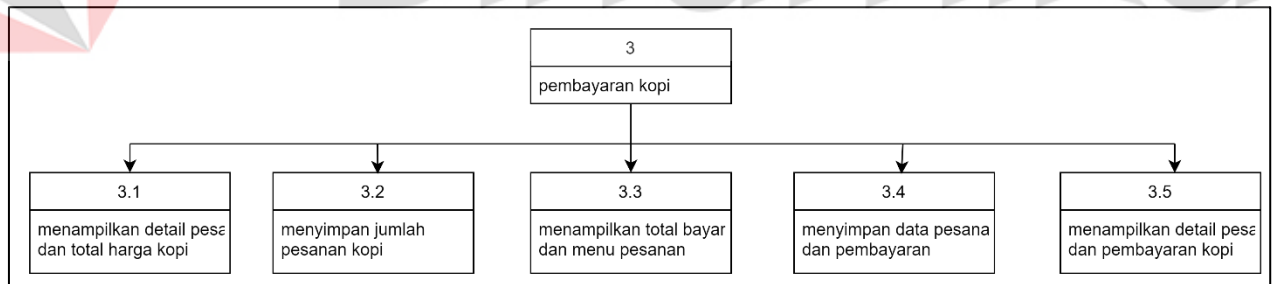 3
pembayaran kopi
3.1
menampilkan detail pesa
dan total harga kopi
3.2
menyimpan jumlah
pesanan kopi
3.3
menampilkan total bayar
dan menu pesanan
3.4
menyimpan data pesana
dan pembayaran
3.5
menampilkan detail pesa
dan pembayaran kopi